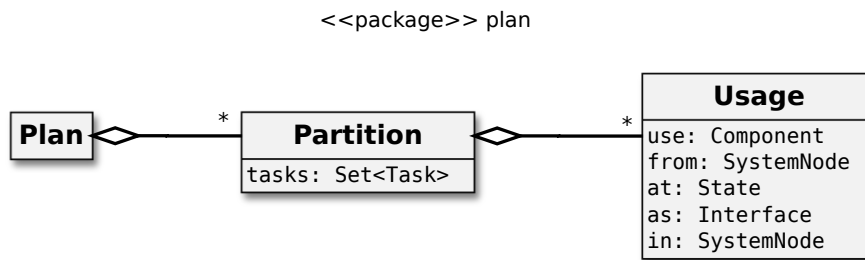 <<package>> plan
Plan
*
Partition
tasks: Set<Task>
*
Usage
use: Component
from: SystemNode
at: State
as: Interface
in: SystemNode